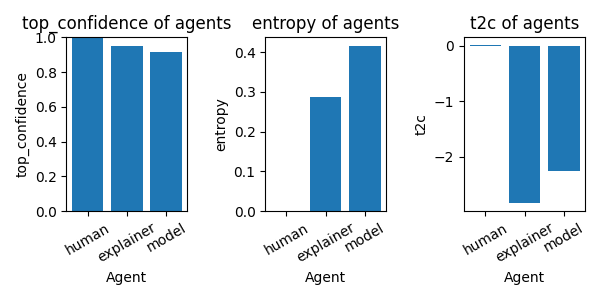 top_confidence of agents
top_confidence
1.0
0.8
0.6
0.4
0.2
0.0
human
explainer
model
Agent
entropy of agents
entropy
0.4
0.3
0.2
0.1
0.0
human
explainer
model
Agent
t2c of agents
t2c
0
−1
−2
human
explainer
model
Agent